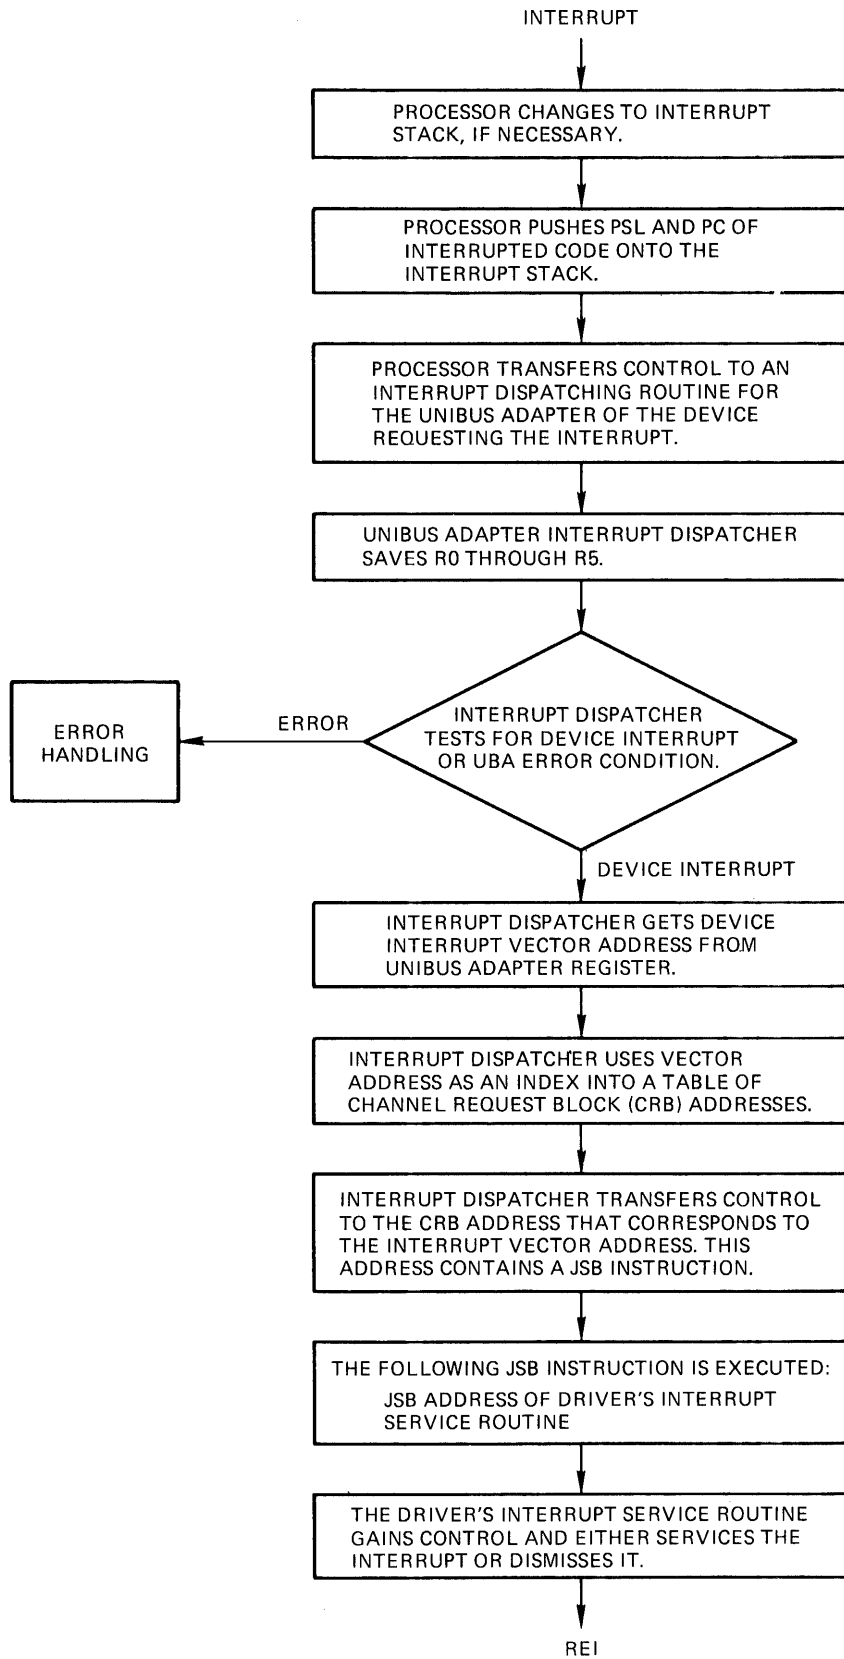 INTERRUPT
PROCESSOR CHANGES TO INTERRUPT
STACK, IF NECESSARY.
PROCESSOR PUSHES PSL AND PC OF
INTERRUPTED CODE ONTO THE
INTERRUPT STACK.
PROCESSOR TRANSFERS CONTROL TO AN
INTERRUPT DISPATCHING ROUTINE FOR
THE UNIBUS ADAPTER OF THE DEVICE
REQUESTING THE INTERRUPT.
UNIBUS ADAPTER INTERRUPT DISPATCHER
SAVES R0 THROUGH R5.
INTERRUPT DISPATCHER
TESTS FOR DEVICE INTERRUPT
OR UBA ERROR CONDITION.
ERROR
ERROR
HANDLING
DEVICE INTERRUPT
INTERRUPT DISPATCHER GETS DEVICE
INTERRUPT VECTOR ADDRESS FROM
UNIBUS ADAPTER REGISTER.
INTERRUPT DISPATCHER USES VECTOR
ADDRESS AS AN INDEX INTO A TABLE OF
CHANNEL REQUEST BLOCK (CRB) ADDRESSES.
INTERRUPT DISPATCHER TRANSFERS CONTROL
TO THE CRB ADDRESS THAT CORRESPONDS TO
THE INTERRUPT VECTOR ADDRESS. THIS
ADDRESS CONTAINS A JSB INSTRUCTION.
THE FOLLOWING JSB INSTRUCTION IS EXECUTED:
JSB ADDRESS OF DRIVER'S INTERRUPT
SERVICE ROUTINE
THE DRIVER'S INTERRUPT SERVICE ROUTINE
GAINS CONTROL AND EITHER SERVICES THE
INTERRUPT OR DISMISSES IT.
REI